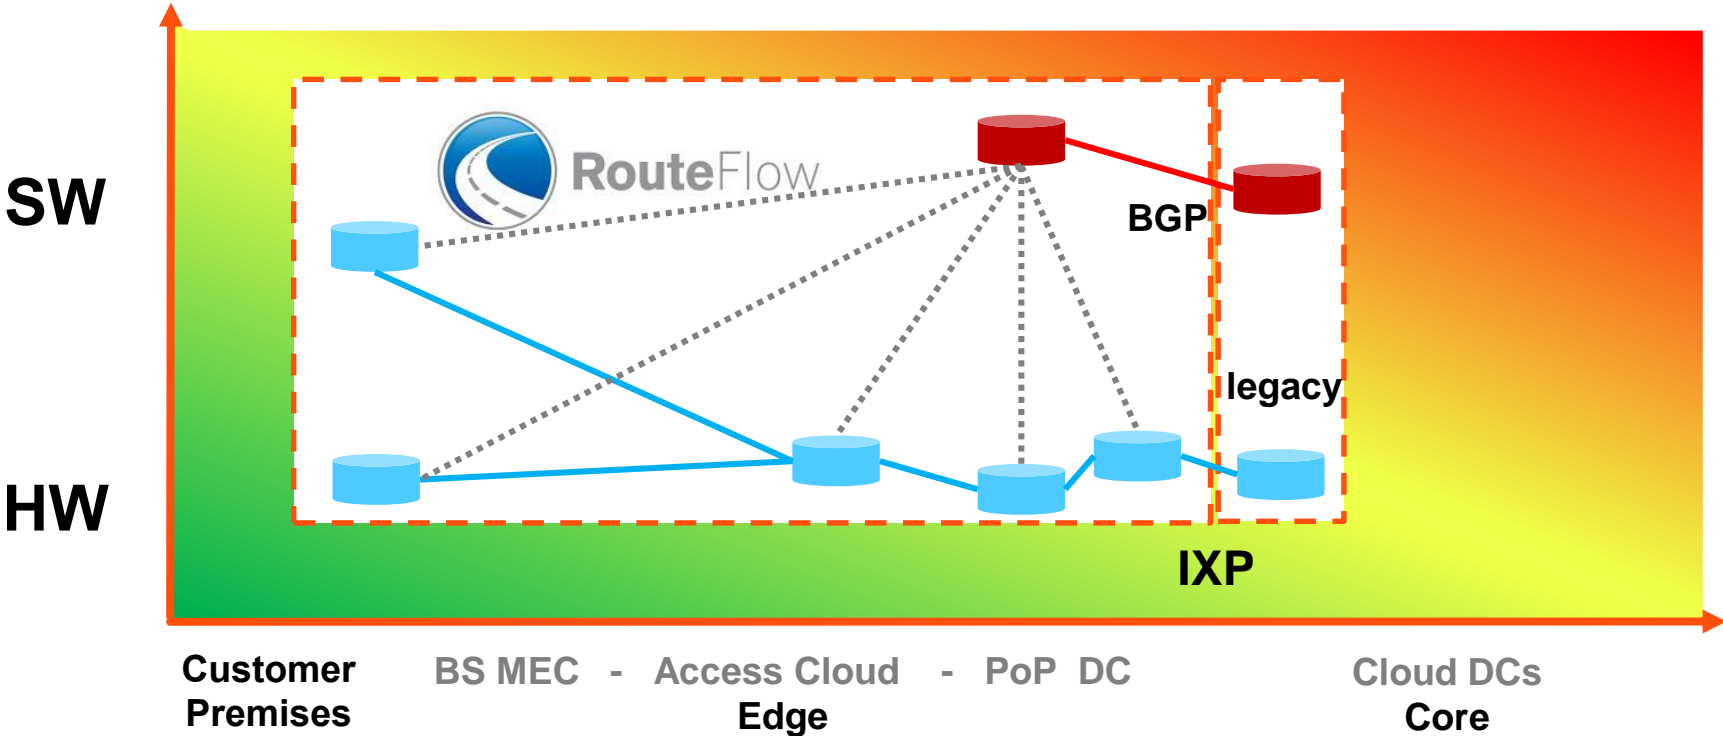 RouteFlow
SW
BGP
legacy
HW
IXP
Customer
Premises
BS MEC - Access Cloud - PoP DC
Edge
Cloud DCs
Core